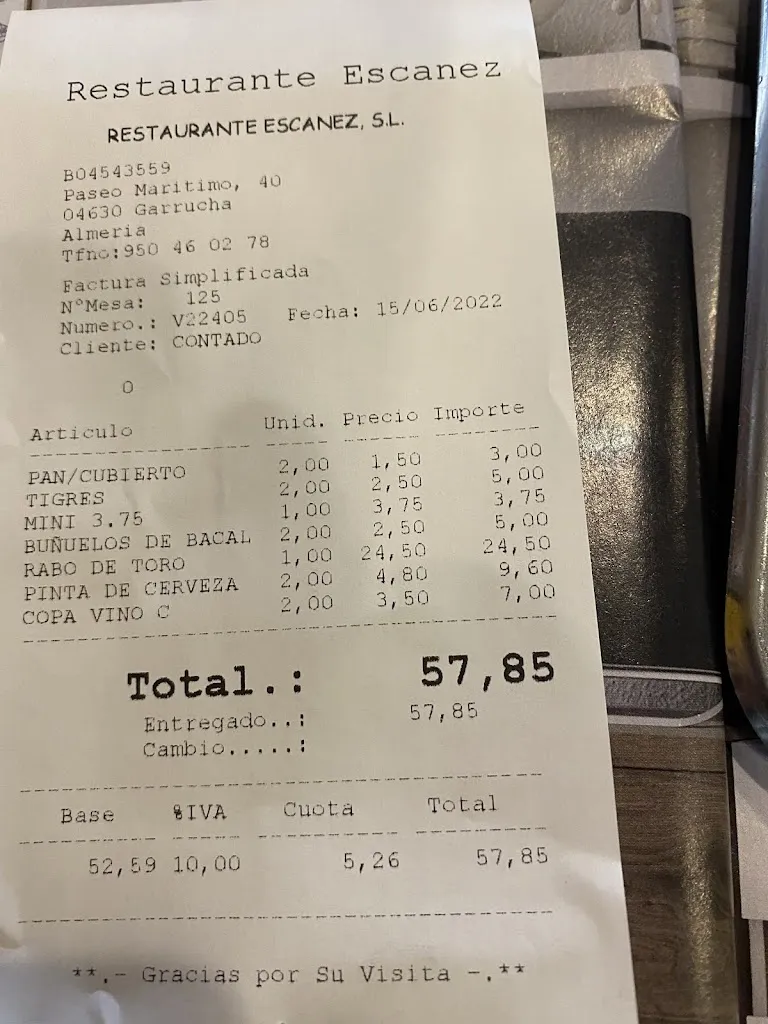 Restaurante Escanez
RESTAURANTE ESCANEZ, S.L.
B04543559
Paseo Maritimo, 40
04630 Garrucha
Almeria
Tfno:950 46 02 78
Factura Simplificada
NºMesa: 125
Numero.: V22405 Fecha: 15/06/2022
Cliente: CONTADO
0
Articulo Unid. Precio Importe
PAN/CUBIERTO 2,00 1,50 3,00
TIGRES 2,00 2,50 5,00
MINI 3.75 1,00 3,75 3,75
BUÑUELOS DE BACAL 2,00 2,50 5,00
RABO DE TORO 1,00 24,50 24,50
PINTA DE CERVEZA 2,00 4,80 9,60
COPA VINO C 2,00 3,50 7,00
Total.: 57,85
Entregado..: 57,85
Cambio.....:
Base %IVA Cuota Total
52,59 10,00 5,26 57,85
**.- Gracias por Su Visita -.**